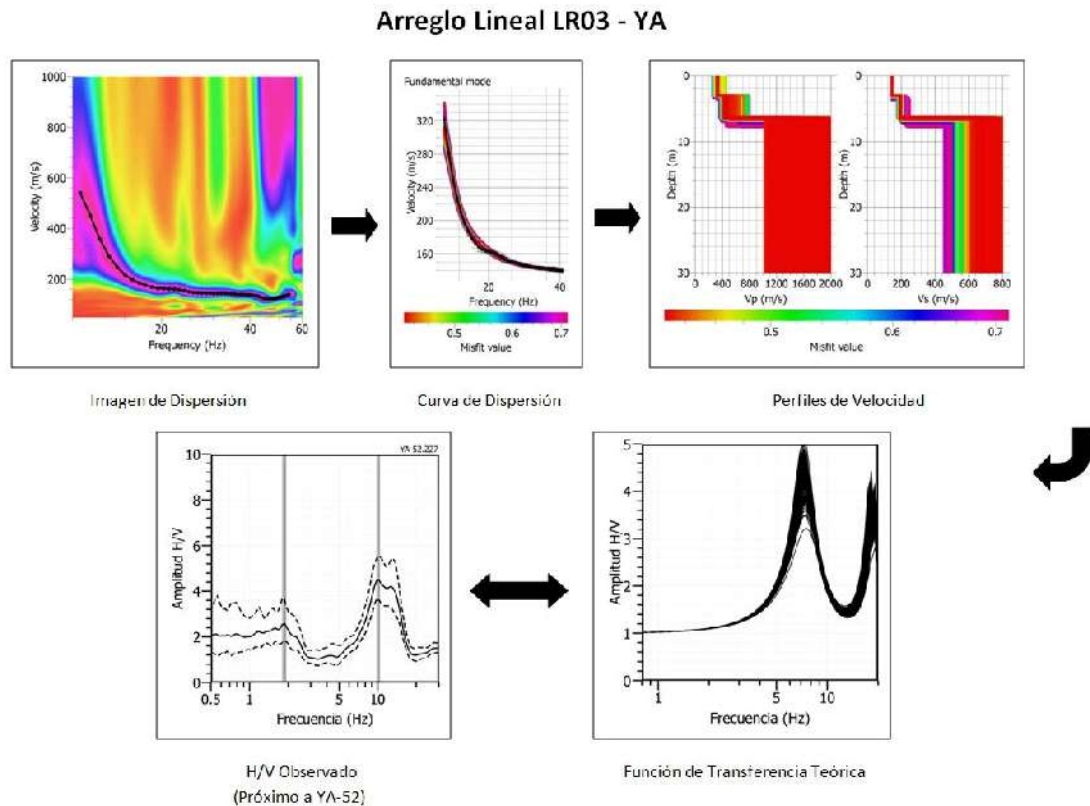 Arreglo Lineal LR03 - YA
1000
800
600
400
200
Velocity (m/s)
20
40
60
Frequency (Hz)
Imagen de Dispersión
Fundamental mode
320
280
240
200
160
Velocity (m/s)
20
40
Frequency (Hz)
0.5
0.6
0.7
Misfit value
Curva de Dispersión
0
10
20
30
Depth (m)
0 400 800 1200 1600 2000
Vp (m/s)
0
10
20
30
Depth (m)
0 200 400 600 800
Vs (m/s)
0.5
0.6
0.7
Misfit value
Perfiles de Velocidad
YA-52.227
10
8
6
4
2
0
Amplitud H/V
0.5 1 5 10
Frecuencia (Hz)
H/V Observado
(Próximo a YA-52)
5
4
3
2
1
0
Amplitud H/V
1 10
Frecuencia (Hz)
Función de Transferencia Teórica